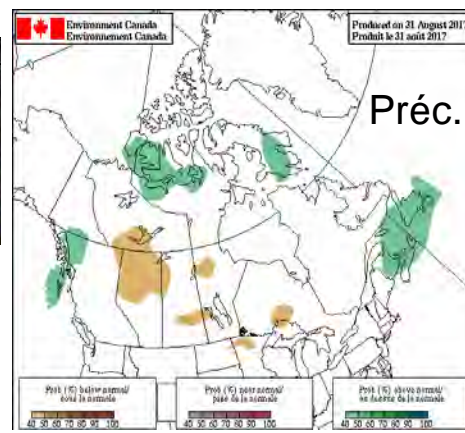 Environment Canada
Environnement Canada
Produced on 31 August 2017
Produit le 31 août 2017
Préc.
Prob (%) below normal/
sous la normale
40 50 60 70 80 90 100
Prob (%) near normal/
près de la normale
40 50 60 70 80 90 100
Prob (%) above normal/
au dessus de la normale
40 50 60 70 80 90 100